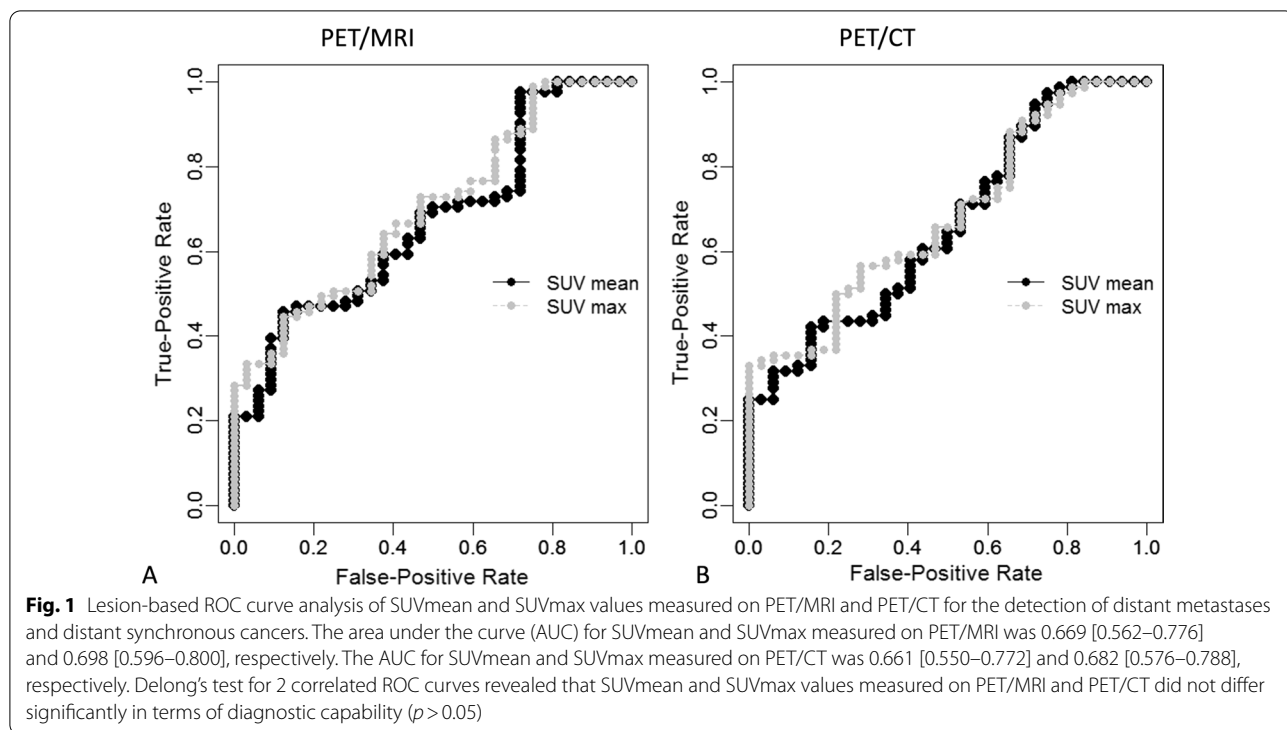 PET/MRI
PET/CT
True-Positive Rate
1.0
0.8
0.6
0.4
0.2
0.0
SUV mean
SUV max
0.0 0.2 0.4 0.6 0.8 1.0
A
False-Positive Rate
True-Positive Rate
1.0
0.8
0.6
0.4
0.2
0.0
SUV mean
SUV max
0.0 0.2 0.4 0.6 0.8 1.0
B
False-Positive Rate
Fig. 1 Lesion-based ROC curve analysis of SUVmean and SUVmax values measured on PET/MRI and PET/CT for the detection of distant metastases
and distant synchronous cancers. The area under the curve (AUC) for SUVmean and SUVmax measured on PET/MRI was 0.669 [0.562–0.776]
and 0.698 [0.596–0.800], respectively. The AUC for SUVmean and SUVmax measured on PET/CT was 0.661 [0.550–0.772] and 0.682 [0.576–0.788],
respectively. Delong’s test for 2 correlated ROC curves revealed that SUVmean and SUVmax values measured on PET/MRI and PET/CT did not differ
significantly in terms of diagnostic capability (p > 0.05)